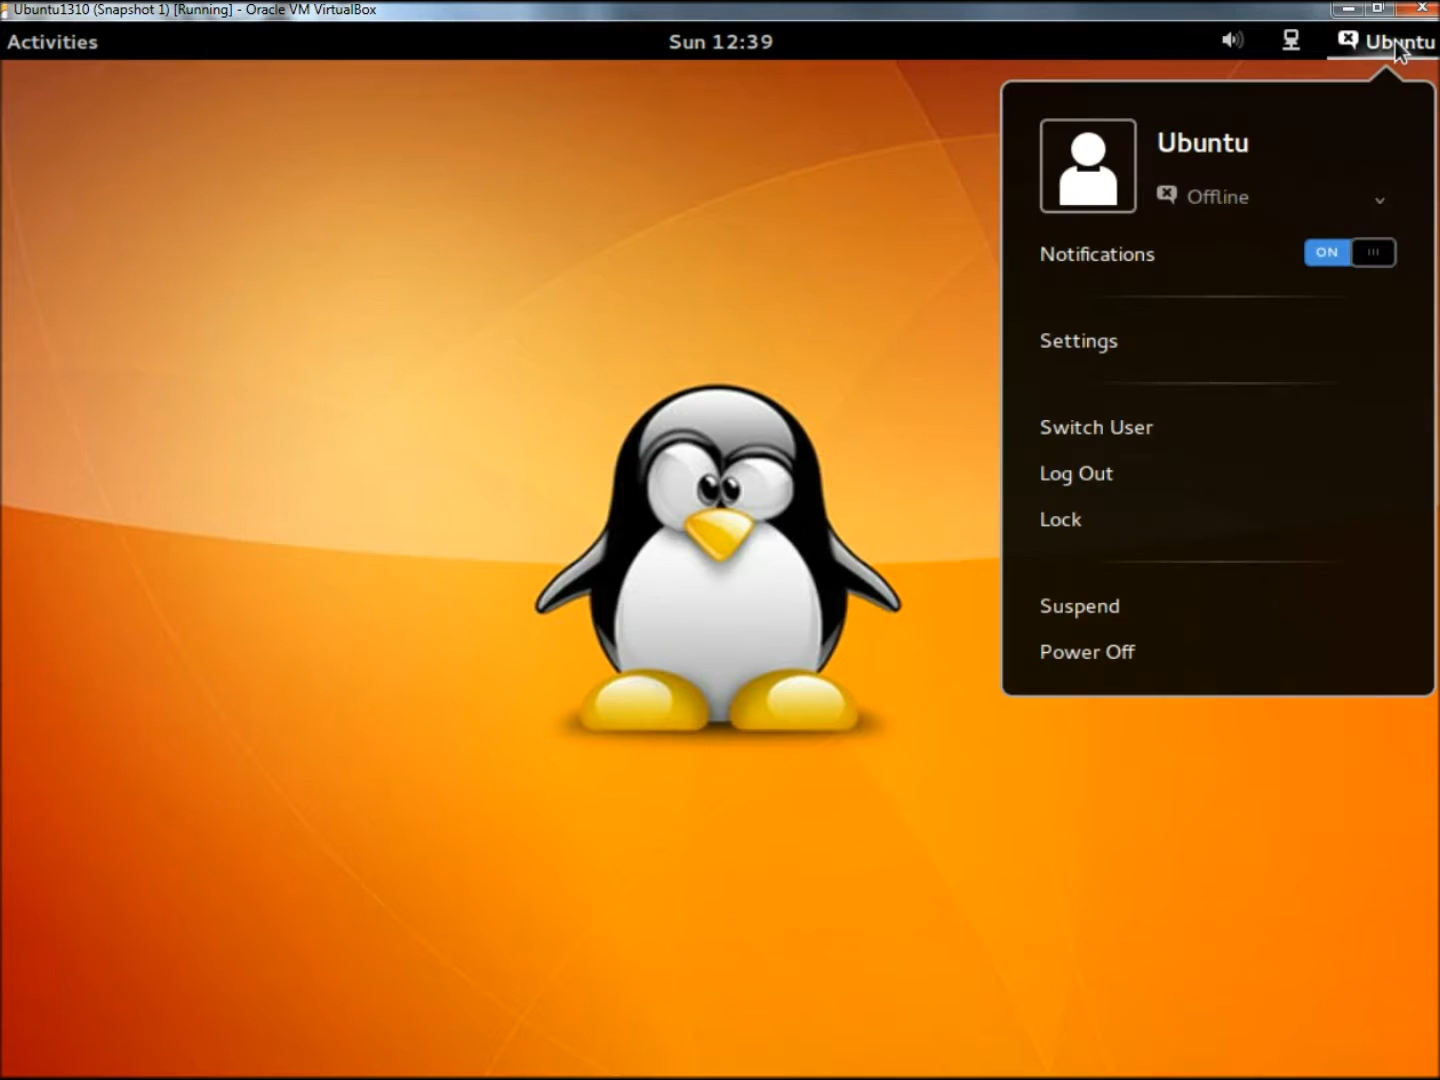 Ubuntu1310 (Snapshot 1) [Running] - Oracle VM VirtualBox
Activities
Sun 12:39
Ubuntu
Ubuntu
Offline
Notifications
ON
Settings
Switch User
Log Out
Lock
Suspend
Power Off